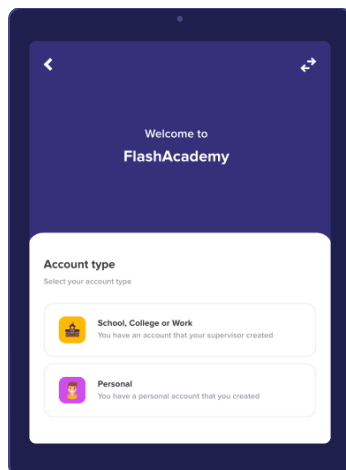 Welcome to
FlashAcademy
Account type
Select your account type
School, College or Work
You have an account that your supervisor created
Personal
You have a personal account that you created